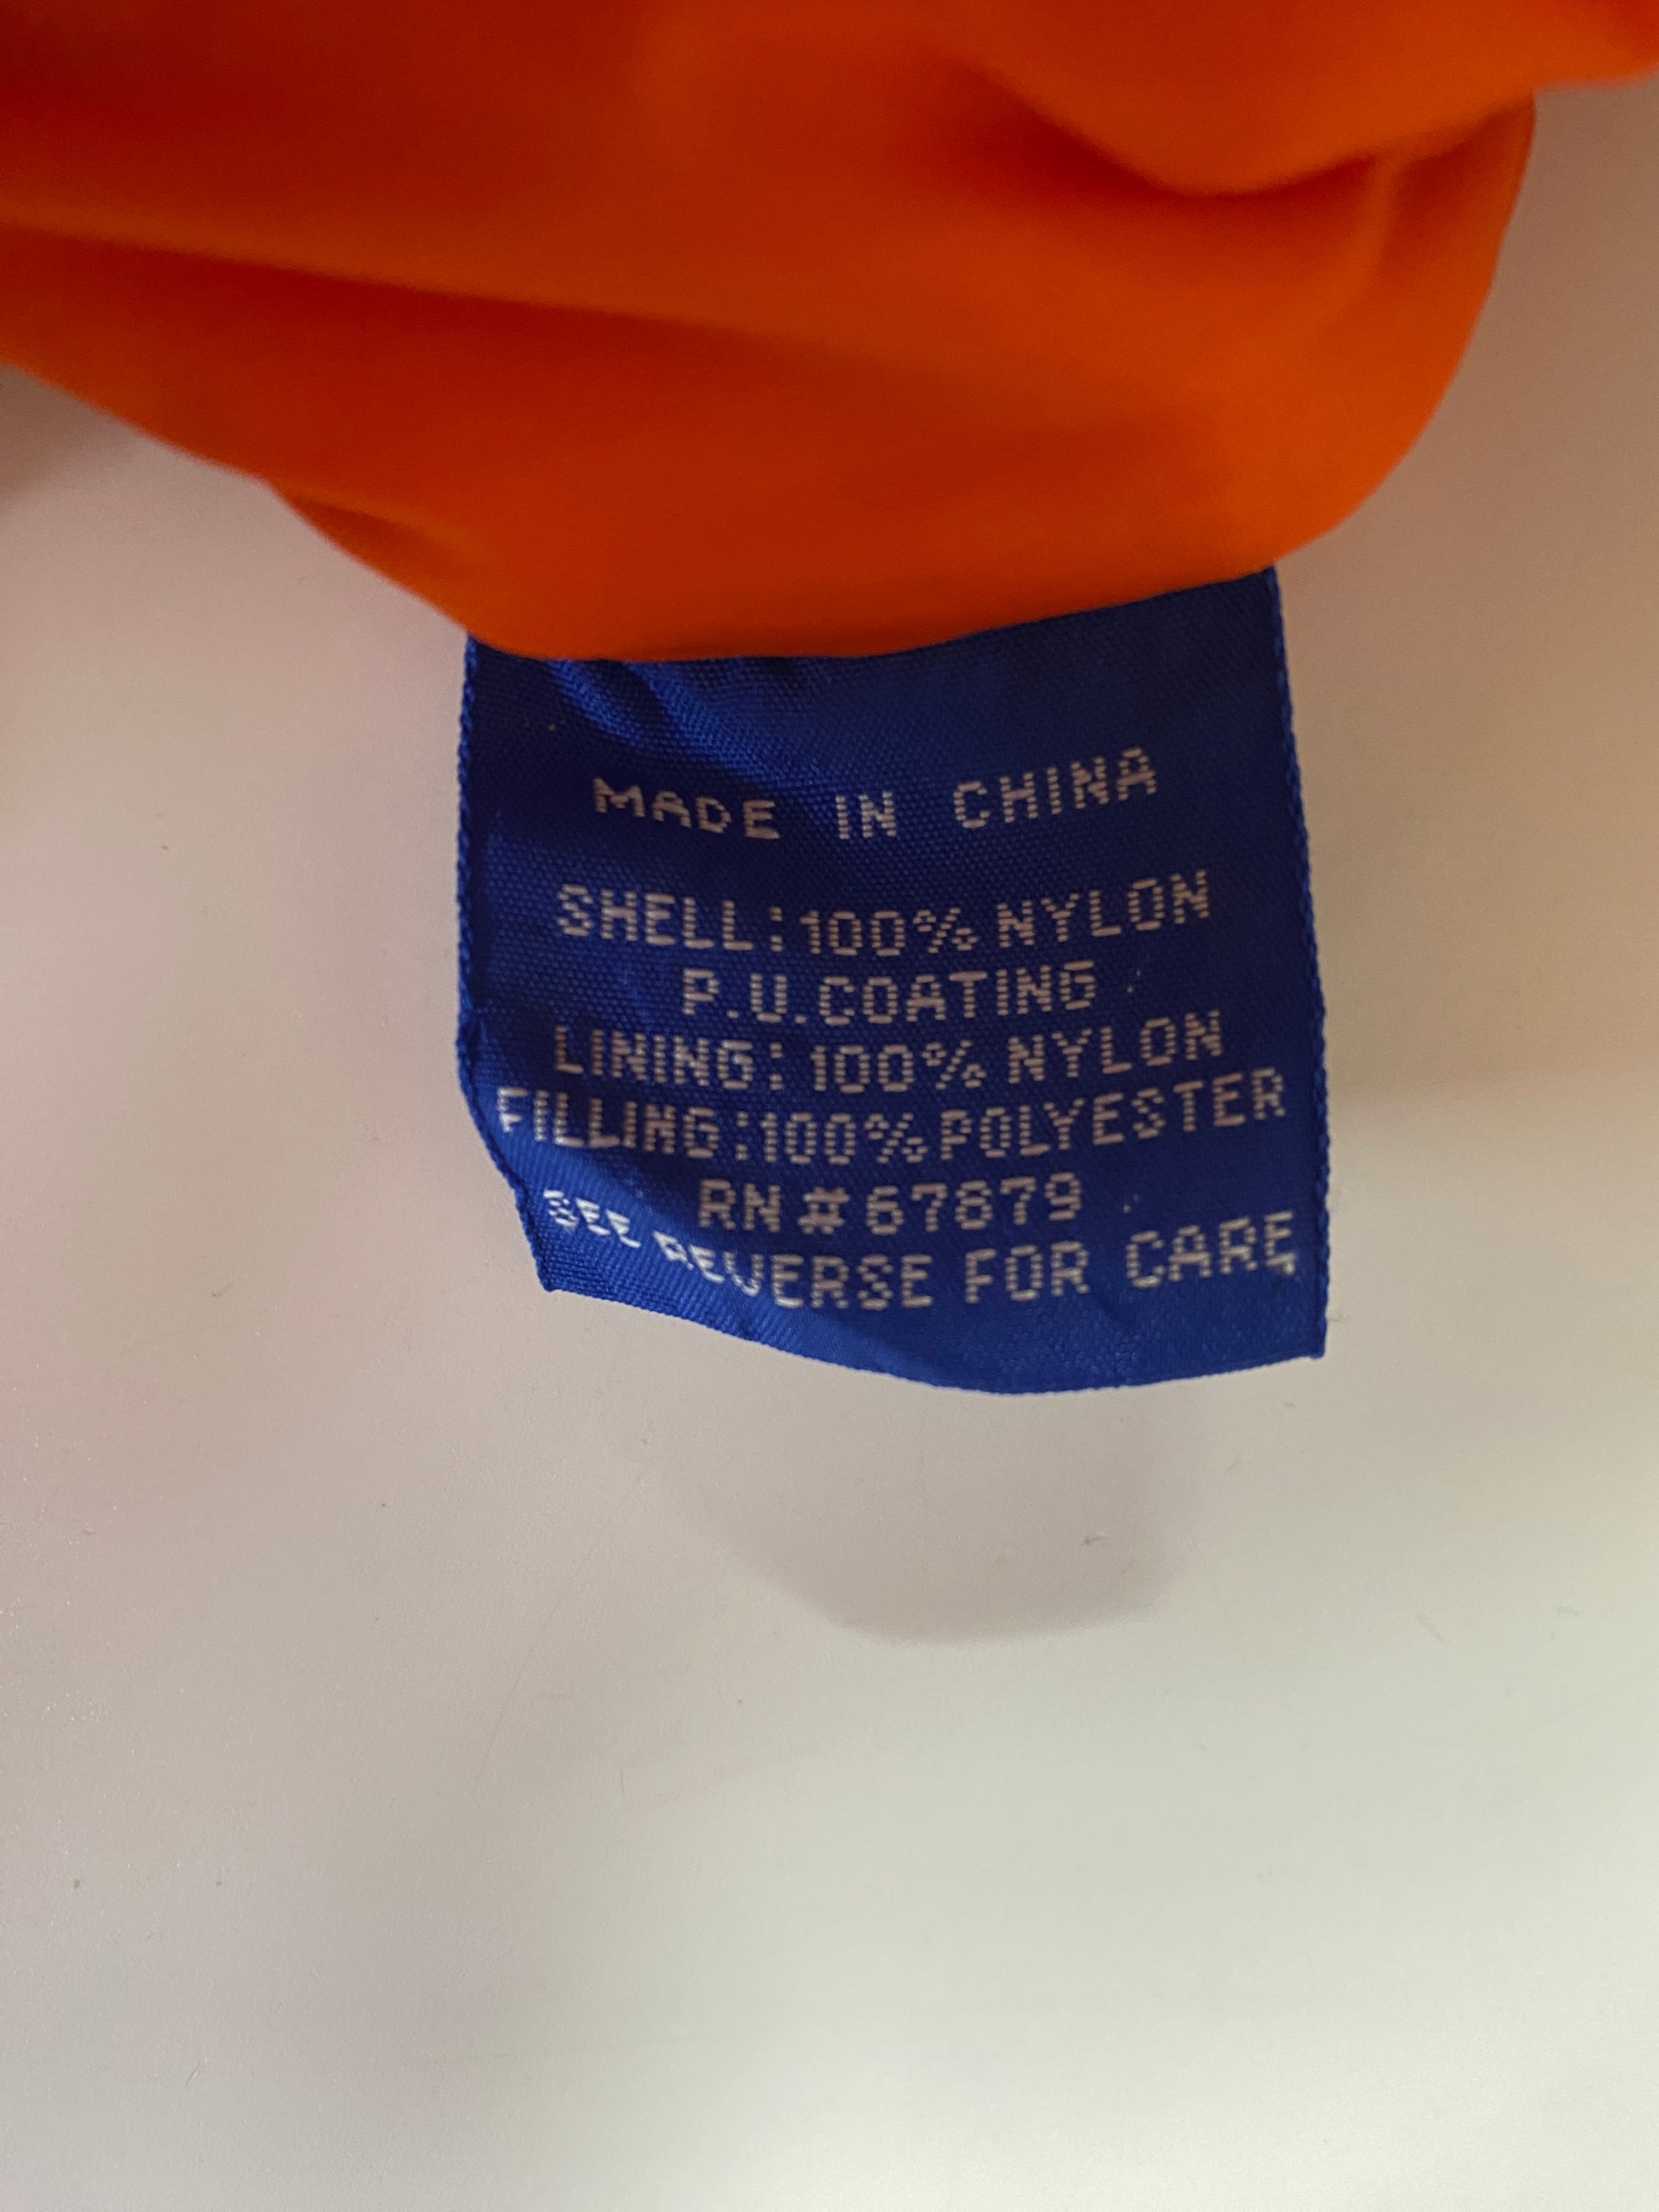 MADE IN CHINA
SHELL:100% NYLON
P.U.COATING
LINING:100% NYLON
FILLING:100% POLYESTER
RN#67879
SEE REVERSE FOR CARE